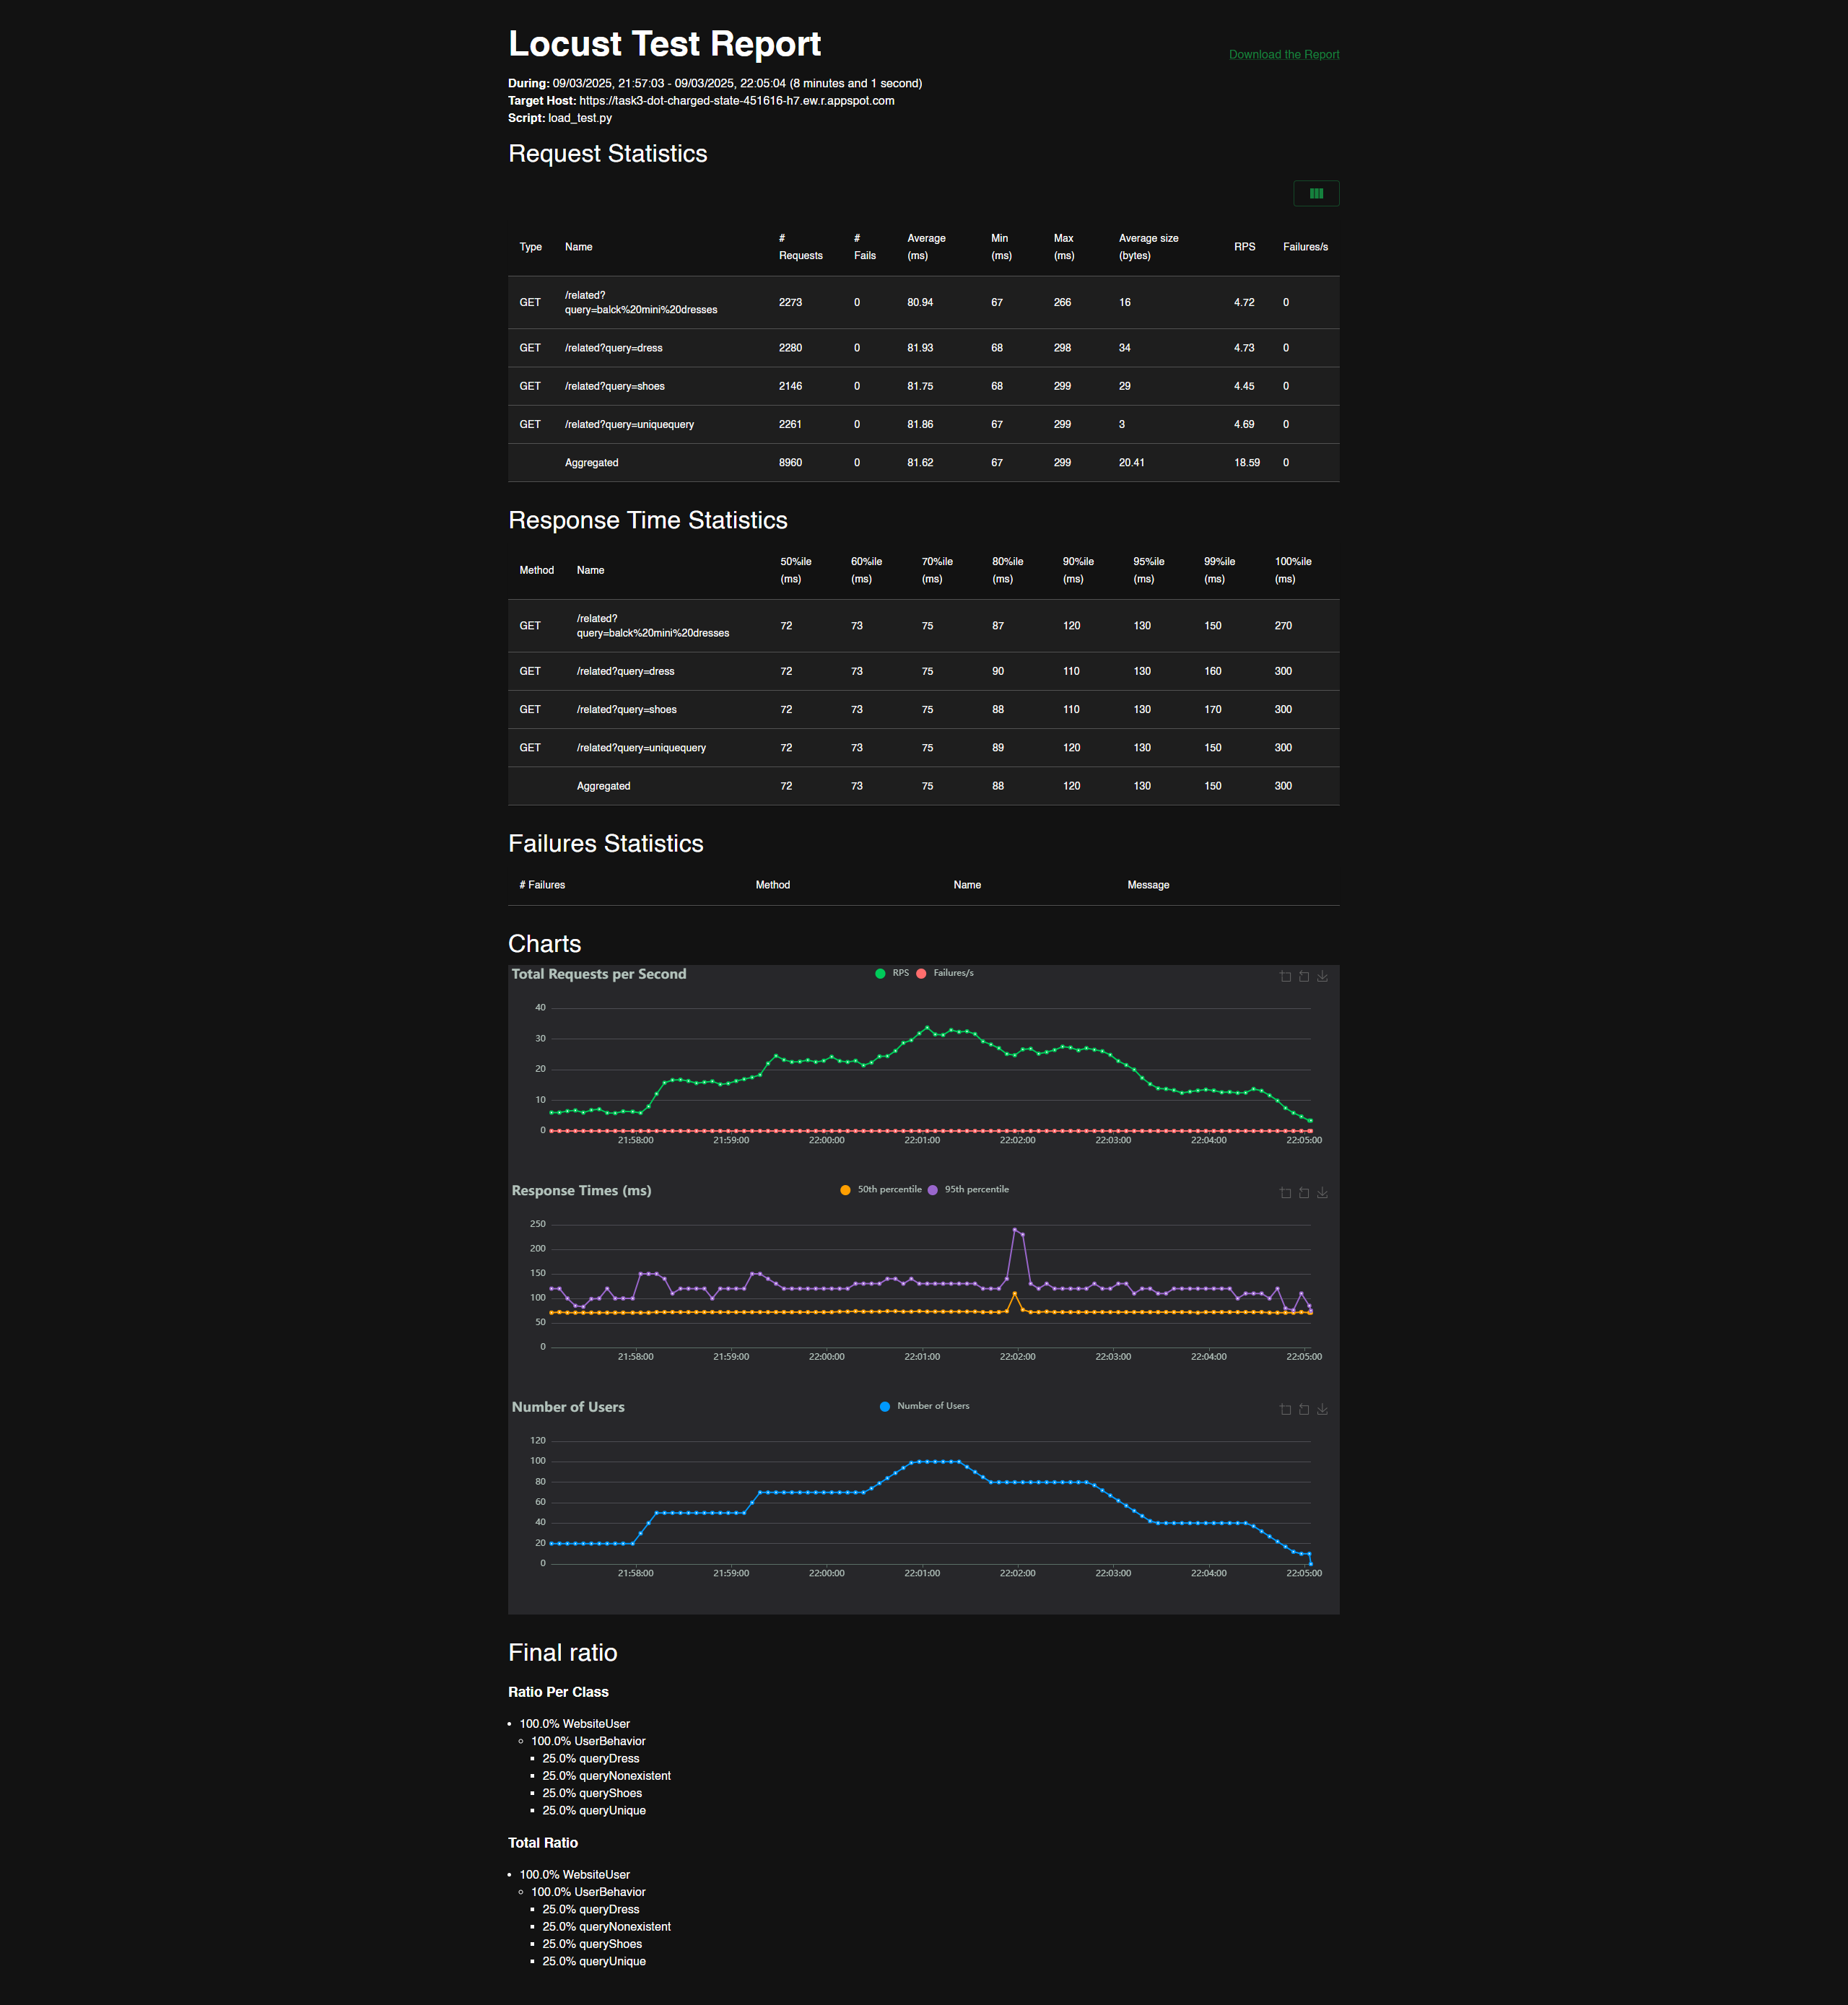 Locust Test Report
Download the Report
During: 09/03/2025, 21:57:03 - 09/03/2025, 22:05:04 (8 minutes and 1 second)
Target Host: https://task3-dot-charged-state-451616-h7.ew.r.appspot.com
Script: load_test.py
Request Statistics
Type Name # Requests # Fails Average (ms) Min (ms) Max (ms) Average size (bytes) RPS Failures/s
GET /related?query=balck%20mini%20dresses 2273 0 80.94 67 266 16 4.72 0
GET /related?query=dress 2280 0 81.93 68 298 34 4.73 0
GET /related?query=shoes 2146 0 81.75 68 299 29 4.45 0
GET /related?query=uniquequery 2261 0 81.86 67 299 3 4.69 0
Aggregated 8960 0 81.62 67 299 20.41 18.59 0
Response Time Statistics
Method Name 50%ile (ms) 60%ile (ms) 70%ile (ms) 80%ile (ms) 90%ile (ms) 95%ile (ms) 99%ile (ms) 100%ile (ms)
GET /related?query=balck%20mini%20dresses 72 73 75 87 120 130 150 270
GET /related?query=dress 72 73 75 90 110 130 160 300
GET /related?query=shoes 72 73 75 88 110 130 170 300
GET /related?query=uniquequery 72 73 75 89 120 130 150 300
Aggregated 72 73 75 88 120 130 150 300
Failures Statistics
# Failures Method Name Message
Charts
Total Requests per Second
RPS Failures/s
40
30
20
10
0
21:58:00 21:59:00 22:00:00 22:01:00 22:02:00 22:03:00 22:04:00 22:05:00
Response Times (ms)
50th percentile 95th percentile
250
200
150
100
50
0
21:58:00 21:59:00 22:00:00 22:01:00 22:02:00 22:03:00 22:04:00 22:05:00
Number of Users
Number of Users
120
100
80
60
40
20
0
21:58:00 21:59:00 22:00:00 22:01:00 22:02:00 22:03:00 22:04:00 22:05:00
Final ratio
Ratio Per Class
100.0% WebsiteUser
100.0% UserBehavior
25.0% queryDress
25.0% queryNonexistent
25.0% queryShoes
25.0% queryUnique
Total Ratio
100.0% WebsiteUser
100.0% UserBehavior
25.0% queryDress
25.0% queryNonexistent
25.0% queryShoes
25.0% queryUnique